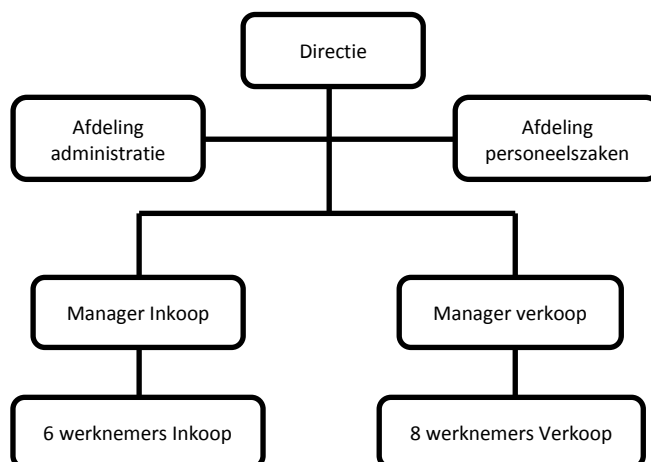 Directie
Afdeling
administratie
Afdeling
personeelszaken
Manager Inkoop
Manager verkoop
6 werknemers Inkoop
8 werknemers Verkoop